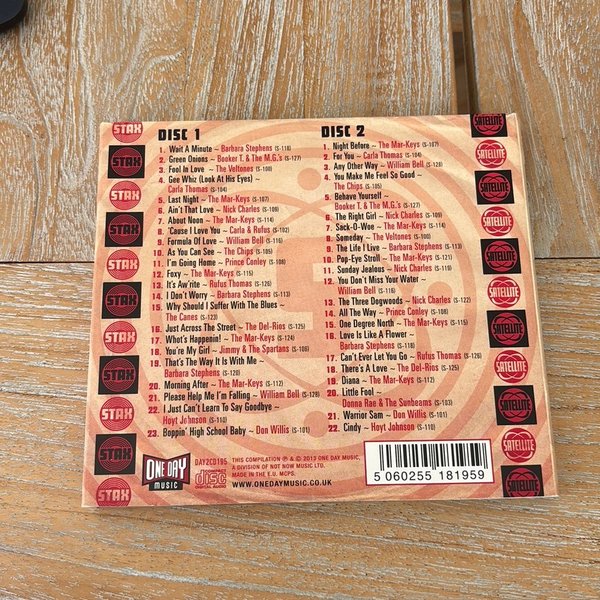 STAX
DISC 1
1. Wait A Minute ~ Barbara Stephens (S-118)
2. Green Onions ~ Booker T. & The M.G.'s (S-127)
3. Fool In Love ~ The Veltones (S-100)
4. Gee Whiz (Look At His Eyes) ~
Carla Thomas (S-104)
5. Last Night ~ The Mar-Keys (S-107)
6. Ain't That Love ~ Nick Charles (S-109)
7. About Noon ~ The Mar-Keys (S-114)
8. 'Cause I Love You ~ Carla & Rufus (S-102)
9. Formula Of Love ~ William Bell (S-116)
10. As You Can See ~ The Chips (S-105)
11. I'm Going Home ~ Prince Conley (S-108)
12. Foxy ~ The Mar-Keys (S-115)
13. It's Aw'rite ~ Rufus Thomas (S-126)
14. I Don't Worry ~ Barbara Stephens (S-113)
15. Why Should I Suffer With The Blues ~
The Canes (S-123)
16. Just Across The Street ~ The Del-Rios (S-125)
17. What's Happenin'! ~ The Mar-Keys (S-124)
18. You're My Girl ~ Jimmy & The Spartans (S-106)
19. That's The Way It Is With Me ~
Barbara Stephens (S-118)
20. Morning After ~ The Mar-Keys (S-112)
21. Please Help Me I'm Falling ~ William Bell (S-128)
22. I Just Can't Learn To Say Goodbye ~
Hoyt Johnson (S-110)
23. Boppin' High School Baby ~ Don Willis (S-101)
DISC 2
1. Night Before ~ The Mar-Keys (S-107)
2. For You ~ Carla Thomas (S-104)
3. Any Other Way ~ William Bell (S-128)
4. You Make Me Feel So Good ~
The Chips (S-105)
5. Behave Yourself ~
Booker T. & The M.G.'s (S-127)
6. The Right Girl ~ Nick Charles (S-109)
7. Sack-O-Woe ~ The Mar-Keys (S-124)
8. Someday ~ The Veltones (S-100)
9. The Life I Live ~ Barbara Stephens (S-113)
10. Pop-Eye Stroll ~ The Mar-Keys (S-121)
11. Sunday Jealous ~ Nick Charles (S-119)
12. You Don't Miss Your Water ~
William Bell (S-116)
13. The Three Dogwoods ~ Nick Charles (S-122)
14. All The Way ~ Prince Conley (S-108)
15. One Degree North ~ The Mar-Keys (S-115)
16. Love Is Like A Flower ~
Barbara Stephens (S-118)
17. Can't Ever Let You Go ~ Rufus Thomas (S-126)
18. There's A Love ~ The Del-Rios (S-125)
19. Diana ~ The Mar-Keys (S-112)
20. Little Fool ~
Donna Rae & The Sunbeams (S-103)
21. Warrior Sam ~ Don Willis (S-101)
22. Cindy ~ Hoyt Johnson (S-110)
SATELLITE
STAX
SATELLITE
STAX
SATELLITE
STAX
SATELLITE
STAX
SATELLITE
STAX
SATELLITE
STAX
SATELLITE
STAX
SATELLITE
STAX
SATELLITE
STAX
SATELLITE
STAX
SATELLITE
STAX
SATELLITE
ONE DAY
MUSIC
DAY2CD195
COMPACT
disc
DIGITAL AUDIO
THIS COMPILATION ℗ & © 2013 ONE DAY MUSIC,
A DIVISION OF NOT NOW MUSIC LTD.
MADE IN THE E.U. MCPS.
WWW.ONEDAYMUSIC.CO.UK
5 060255 181959